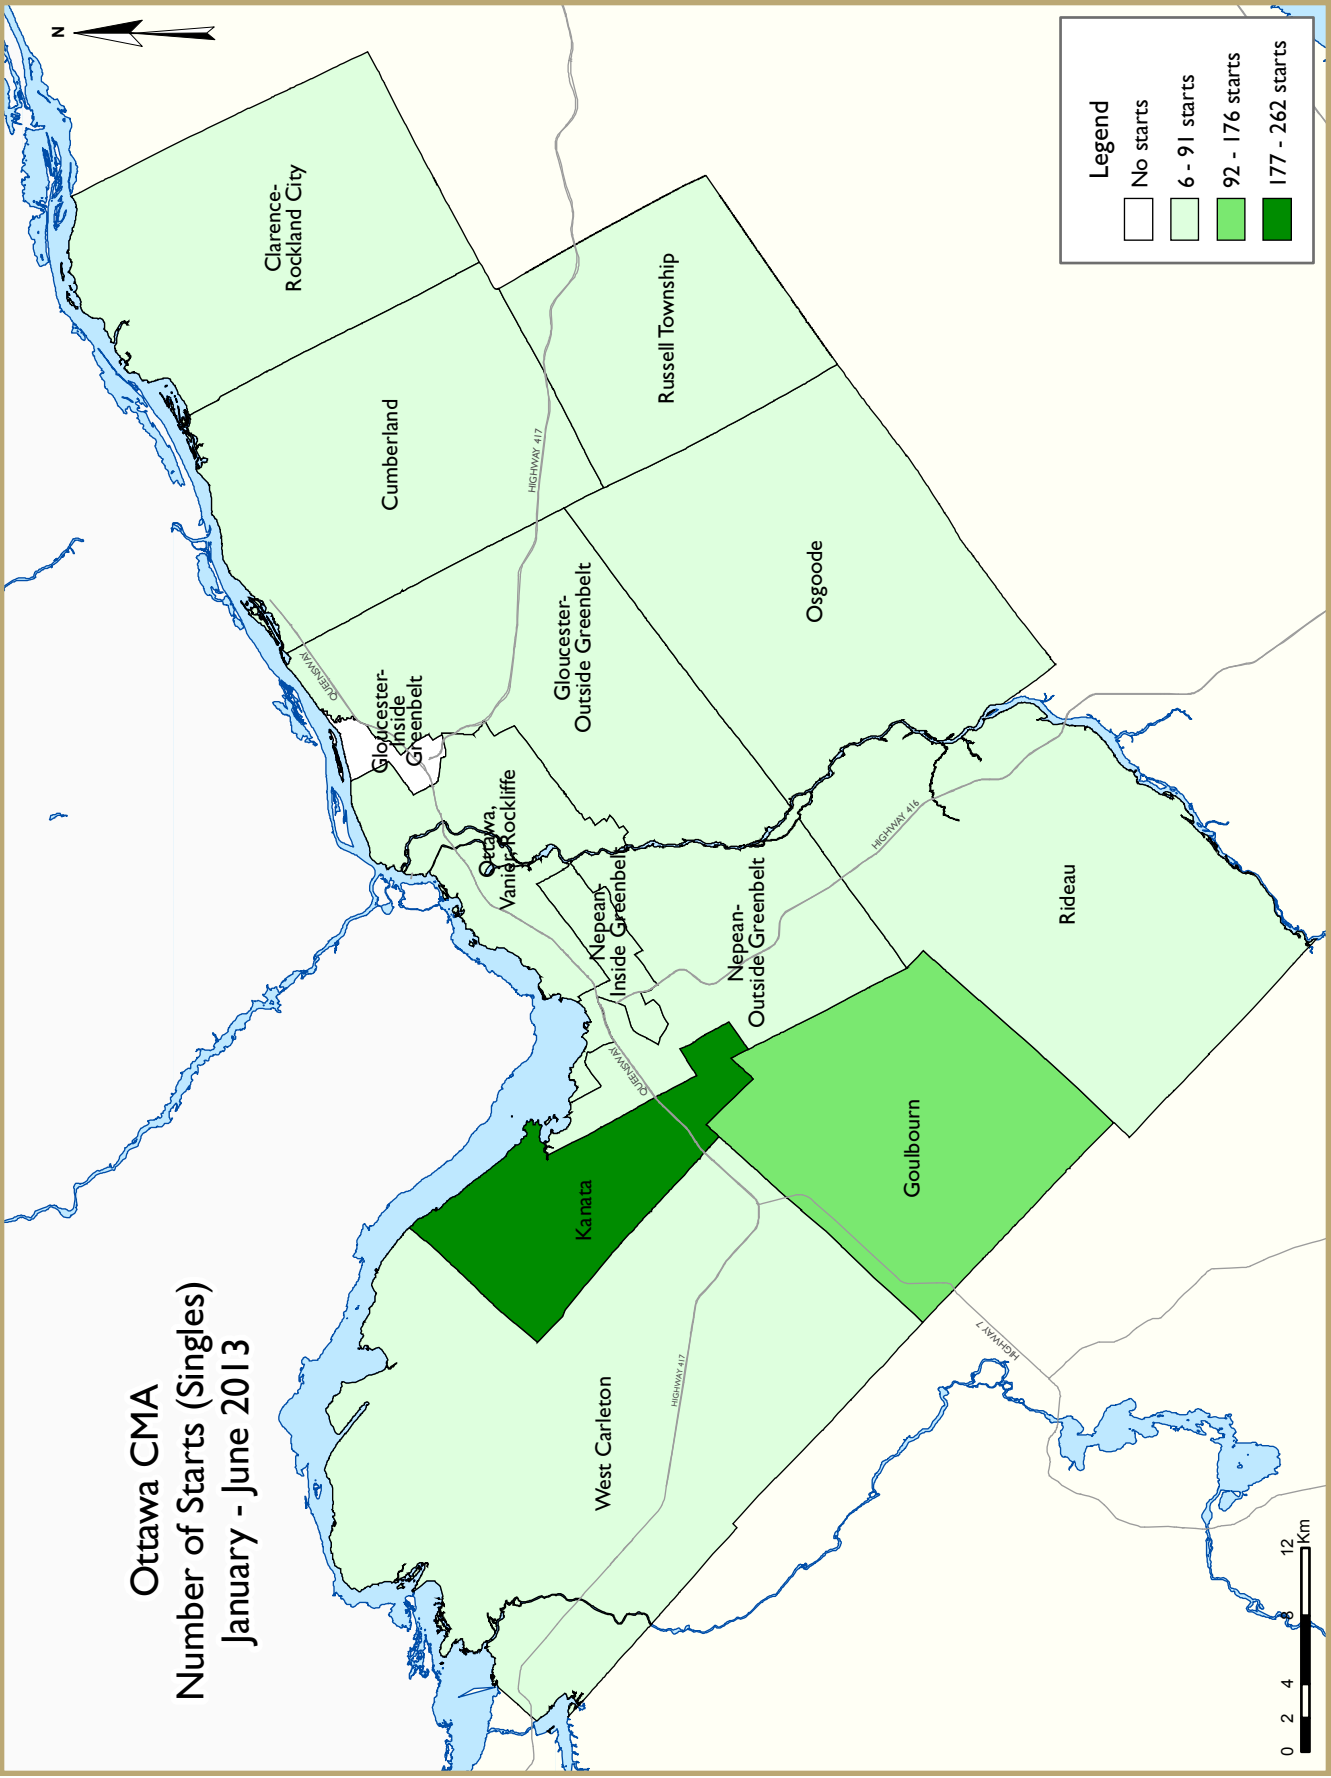 Ottawa CMA
Number of Starts (Singles)
January - June 2013
N
Clarence-
Rockland City
Cumberland
Russell Township
HIGHWAY 417
Osgoode
Gloucester-
Outside Greenbelt
QUEENSWAY
Gloucester-
Inside
Greenbelt
Ottawa,
Vanier, Rockliffe
Nepean-
Inside Greenbelt
Nepean-
Outside Greenbelt
HIGHWAY 416
Rideau
QUEENSWAY
Kanata
Goulbourn
West Carleton
HIGHWAY 417
HIGHWAY 7
Legend
No starts
6 - 91 starts
92 - 176 starts
177 - 262 starts
0 2 4 8 12
Km